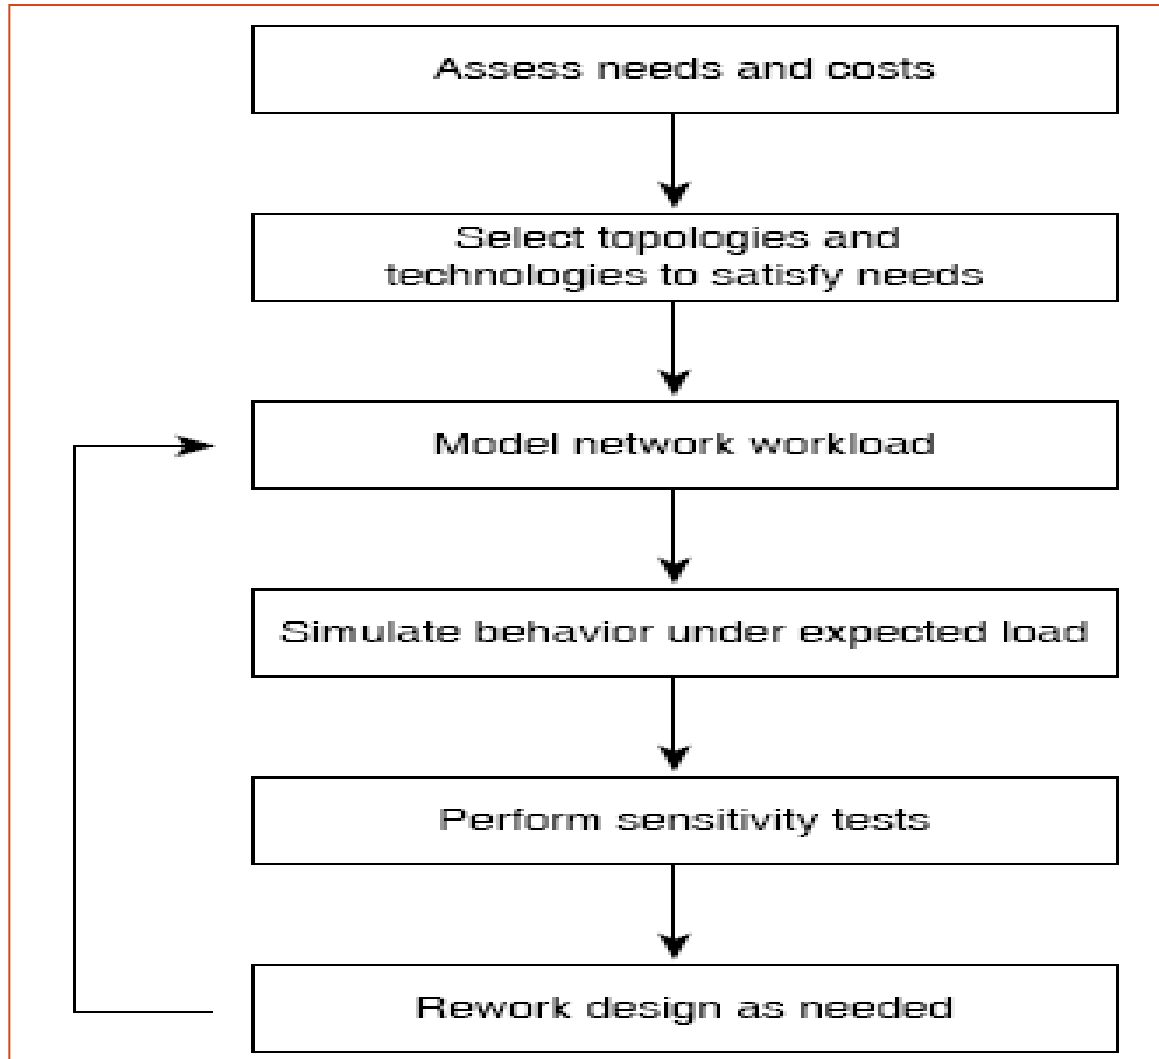 Assess needs and costs
Select topologies and
technologies to satisfy needs
Model network workload
Simulate behavior under expected load
Perform sensitivity tests
Rework design as needed